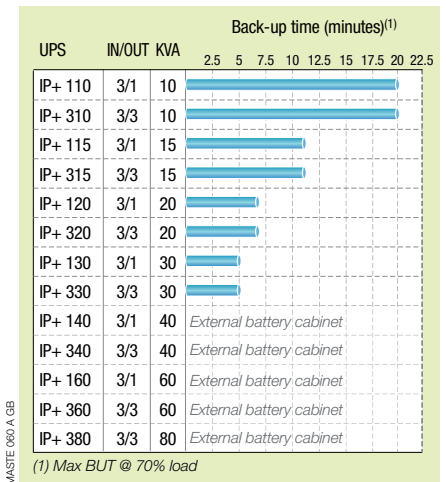 Back-up time (minutes)(1)
UPS IN/OUT KVA
2.5 5 7.5 10 12.5 15 17.5 20 22.5
IP+ 110 3/1 10
IP+ 310 3/3 10
IP+ 115 3/1 15
IP+ 315 3/3 15
IP+ 120 3/1 20
IP+ 320 3/3 20
IP+ 130 3/1 30
IP+ 330 3/3 30
IP+ 140 3/1 40 External battery cabinet
IP+ 340 3/3 40 External battery cabinet
IP+ 160 3/1 60 External battery cabinet
IP+ 360 3/3 60 External battery cabinet
IP+ 380 3/3 80 External battery cabinet
(1) Max BUT @ 70% load
MASTE 060 A GB